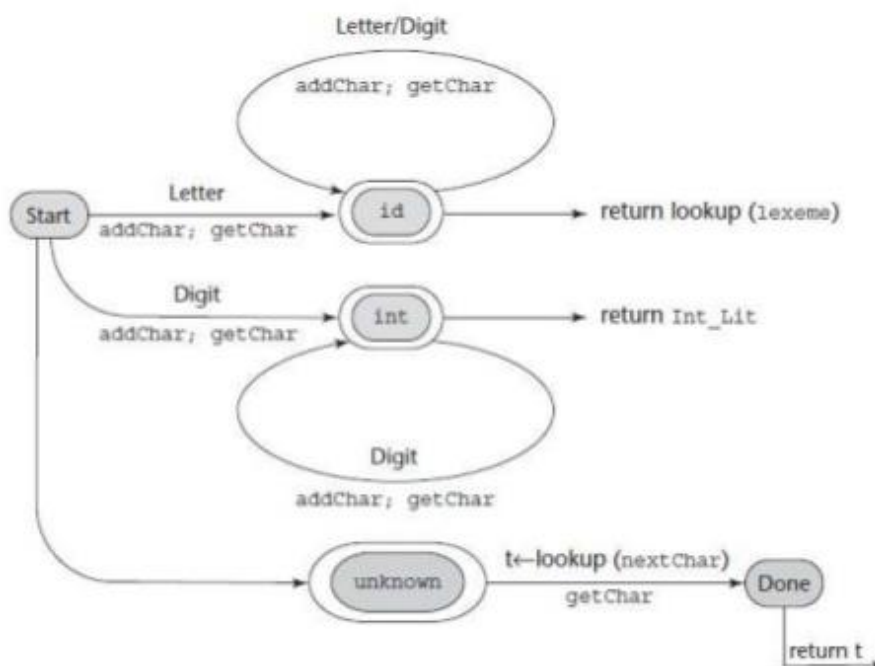 Letter/Digit
addChar; getChar
Letter
Start
id
return lookup (lexeme)
addChar; getChar
Digit
int
return Int_Lit
addChar; getChar
Digit
addChar; getChar
t←lookup (nextChar)
unknown
Done
getChar
return t